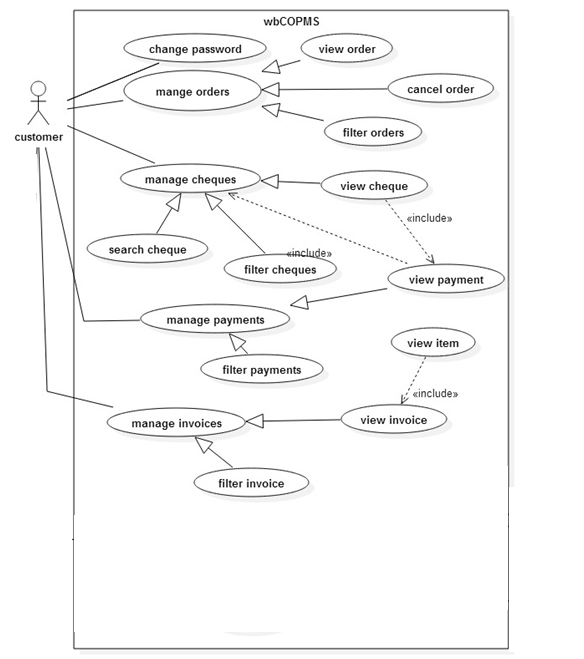 wbCOPMS
change password
view order
mange orders
cancel order
customer
filter orders
manage cheques
view cheque
«include»
search cheque
«include»
filter cheques
view payment
manage payments
view item
filter payments
«include»
manage invoices
view invoice
filter invoice